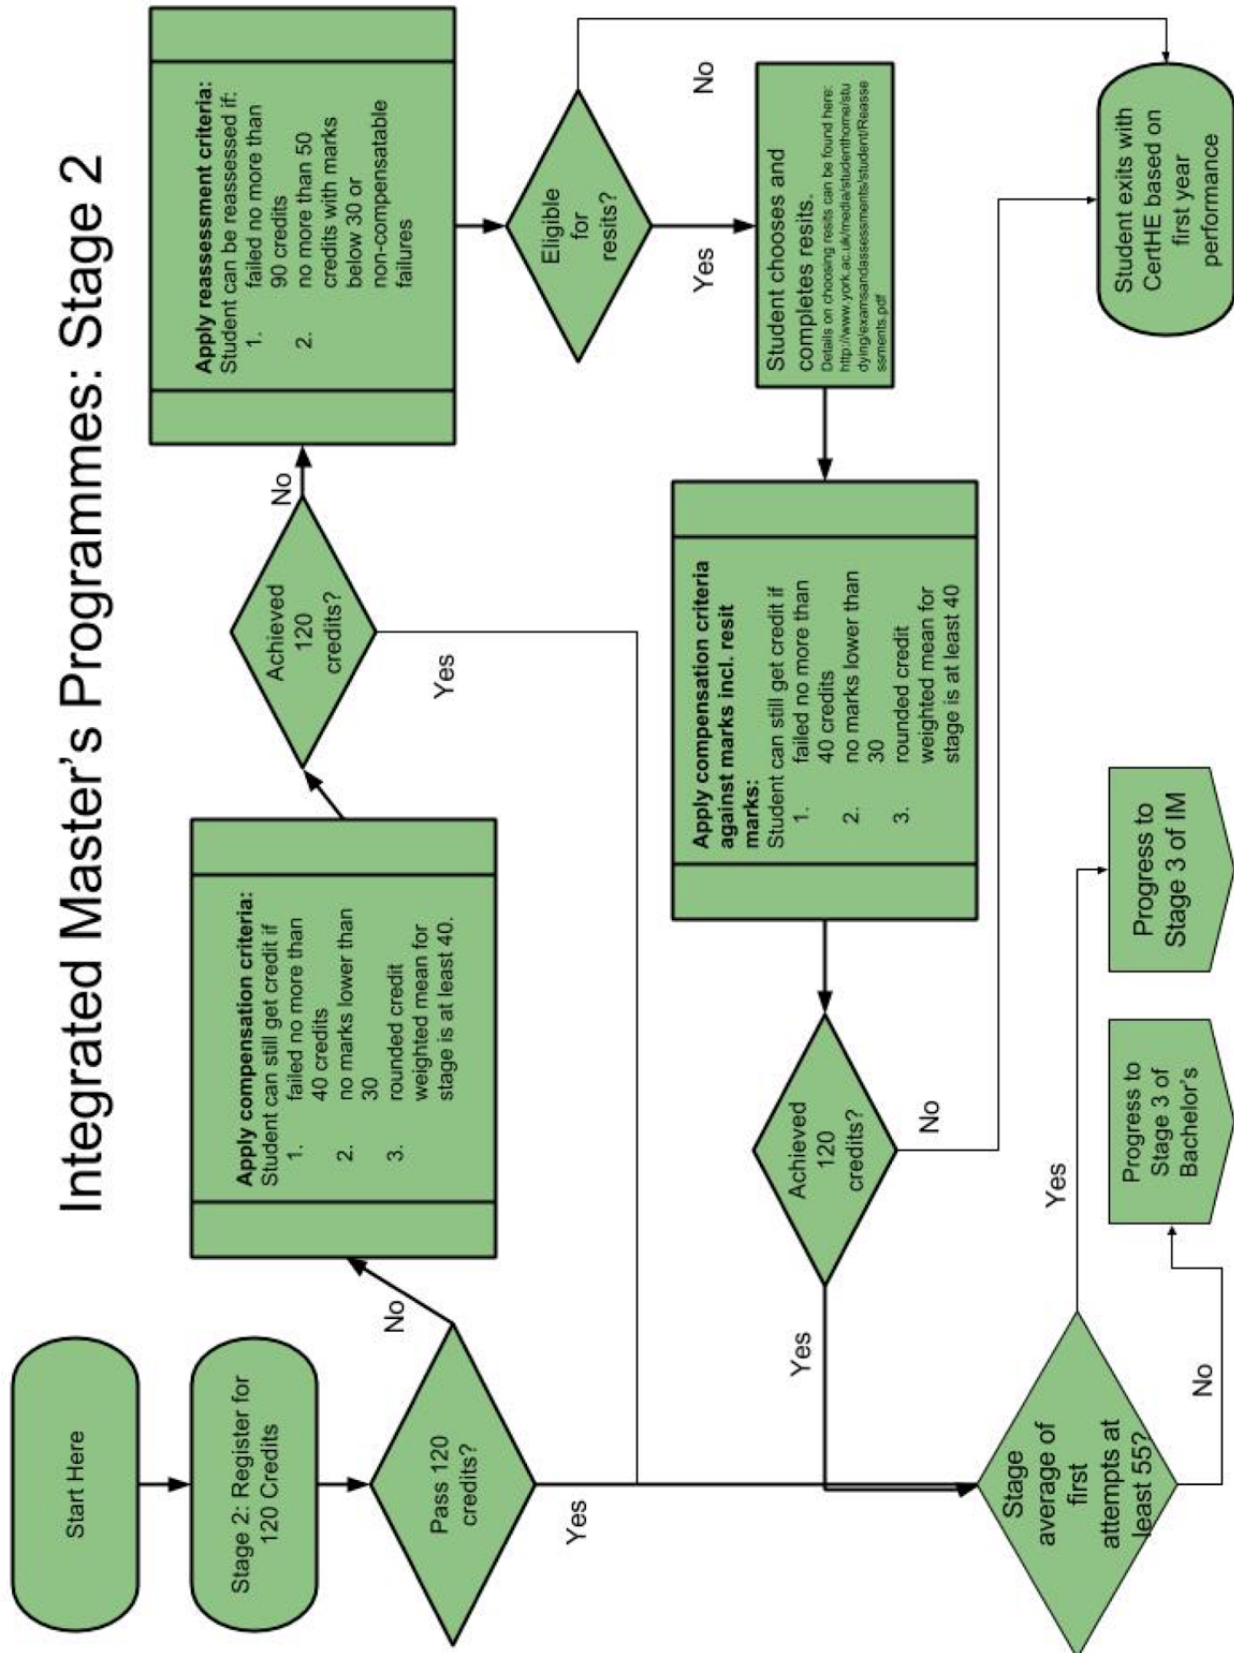 Integrated Master's Programmes: Stage 2
Start Here
Stage 2: Register for
120 Credits
Pass 120
credits?
No
Yes
Apply compensation criteria:
Student can still get credit if
1. failed no more than
40 credits
2. no marks lower than
30
3. rounded credit
weighted mean for
stage is at least 40.
Achieved
120
credits?
No
Yes
Apply reassessment criteria:
Student can be reassessed if:
1. failed no more than
90 credits
2. no more than 50
credits with marks
below 30 or
non-compensatable
failures
Eligible
for
resits?
No
Yes
Student chooses and
completes resits.
Details on choosing resits can be found here:
http://www.york.ac.uk/media/studenthome/stu
dying/examsandassessments/student/Reasse
ssments.pdf
Apply compensation criteria
against marks incl. resit
marks:
Student can still get credit if
1. failed no more than
40 credits
2. no marks lower than
30
3. rounded credit
weighted mean for
stage is at least 40
Achieved
120
credits?
Yes
No
Stage
average of
first
attempts at
least 55?
Yes
No
Progress to
Stage 3 of
Bachelor's
Progress to
Stage 3 of IM
Student exits with
CertHE based on
first year
performance